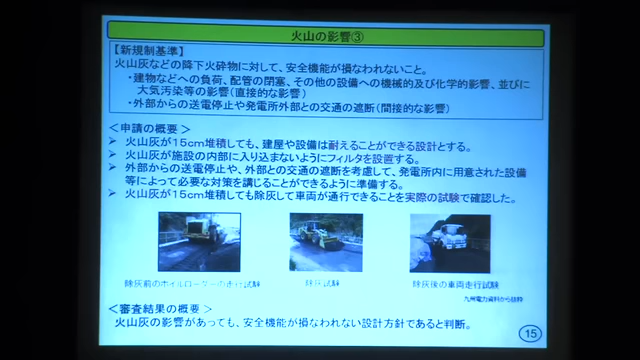 火山の影響③
【新規制基準】
火山灰などの降下火砕物に対して、安全機能が損なわれないこと。
・建物などへの負荷、配管の閉塞、その他の設備への機械的及び化学的影響、並びに
大気汚染等の影響(直接的な影響)
・外部からの送電停止や発電所外部との交通の遮断(間接的な影響)
＜申請の概要＞
➢ 火山灰が15cm堆積しても、建屋や設備は耐えることができる設計とする。
➢ 火山灰が施設の内部に入り込まないようにフィルタを設置する。
➢ 外部からの送電停止や、外部との交通の遮断を考慮して、発電所内に用意された設備
等によって必要な対策を講じることができるように準備する。
➢ 火山灰が15cm堆積しても除灰して車両が通行できることを実際の試験で確認した。
除灰前のホイルローダーの走行試験
除灰試験
除灰後の車両走行試験
九州電力資料から抜粋
＜審査結果の概要＞
火山灰の影響があっても、安全機能が損なわれない設計方針であると判断。
15